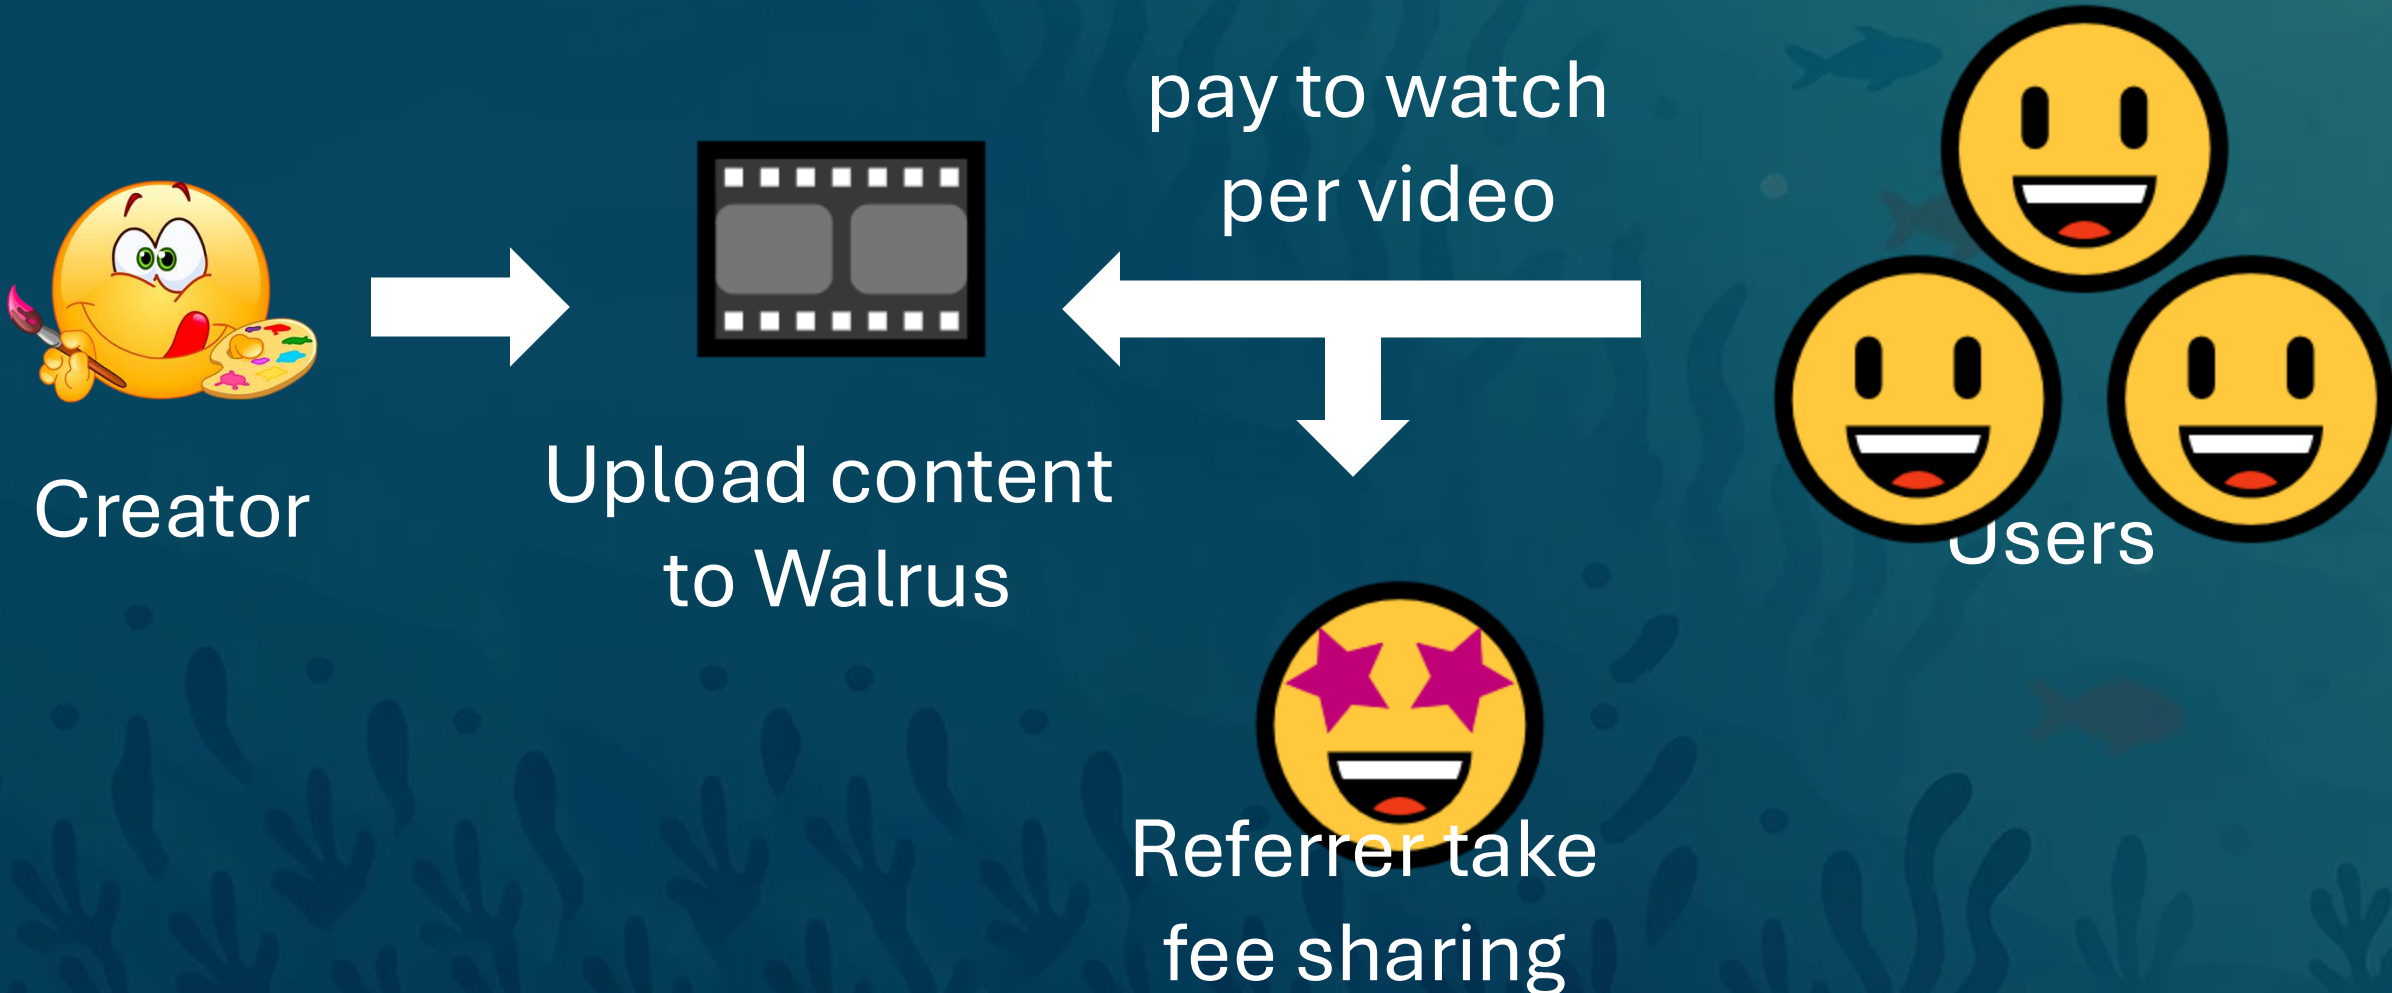 pay to watch
per video
Creator
Upload content
to Walrus
Users
Referrer take
fee sharing